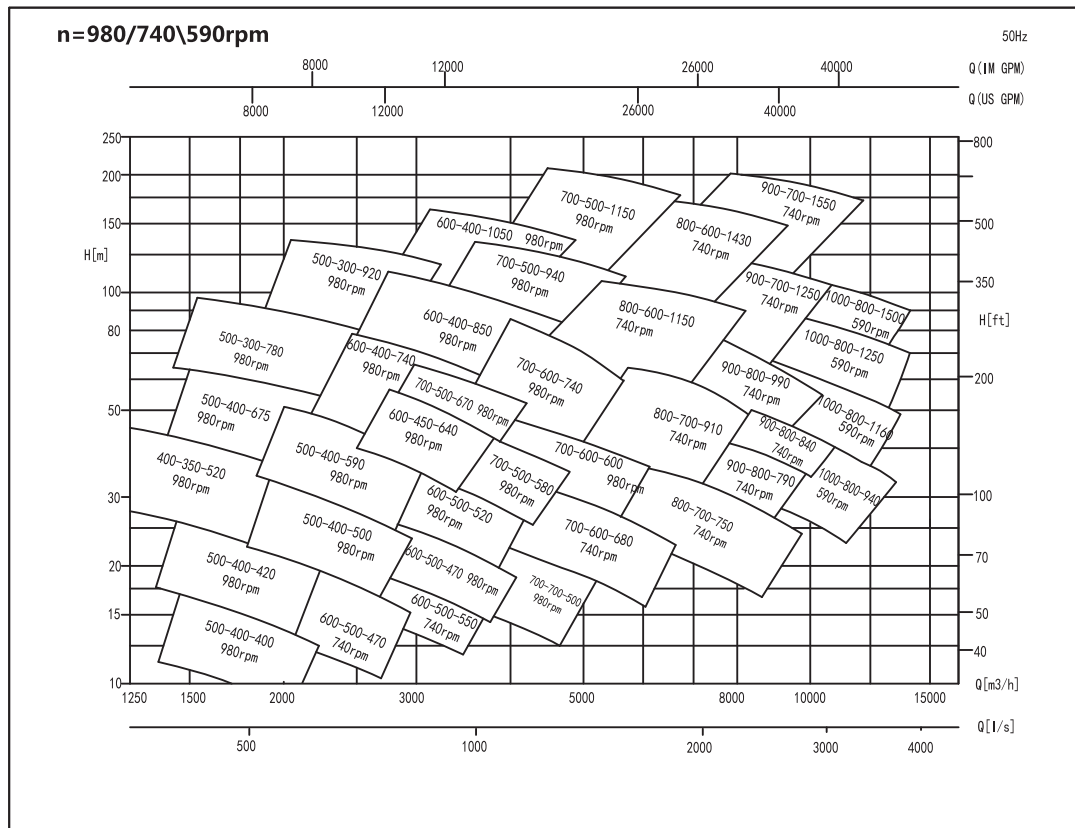 n=980/740\590rpm
50Hz
8000 12000 26000 40000 Q(IM GPM)
8000 12000 26000 40000 Q(US GPM)
250
200
150
100
80
50
30
20
15
10
H[m]
800
500
350
200
100
70
50
40
H[ft]
900-700-1550
740rpm
700-500-1150
980rpm
800-600-1430
740rpm
600-400-1050 980rpm
500-300-920
980rpm
700-500-940
980rpm
900-700-1250
740rpm
1000-800-1500
590rpm
800-600-1150
740rpm
600-400-850
980rpm
500-300-780
980rpm
600-400-740
980rpm
1000-800-1250
590rpm
700-600-740
980rpm
900-800-990
740rpm
700-500-670 980rpm
500-400-675
980rpm
600-450-640
980rpm
800-700-910
740rpm
1000-800-1160
590rpm
900-800-840
740rpm
400-350-520
980rpm
500-400-590
980rpm
700-500-580
980rpm
700-600-600
980rpm
900-800-790
740rpm
1000-800-940
590rpm
600-500-520
980rpm
800-700-750
740rpm
500-400-500
980rpm
700-600-680
740rpm
500-400-420
980rpm
600-500-470 980rpm
700-700-500
980rpm
600-500-550
740rpm
500-400-400
980rpm
600-500-470
740rpm
1250 1500 2000 3000 5000 8000 10000 15000 Q[m3/h]
500 1000 2000 3000 4000 Q[l/s]